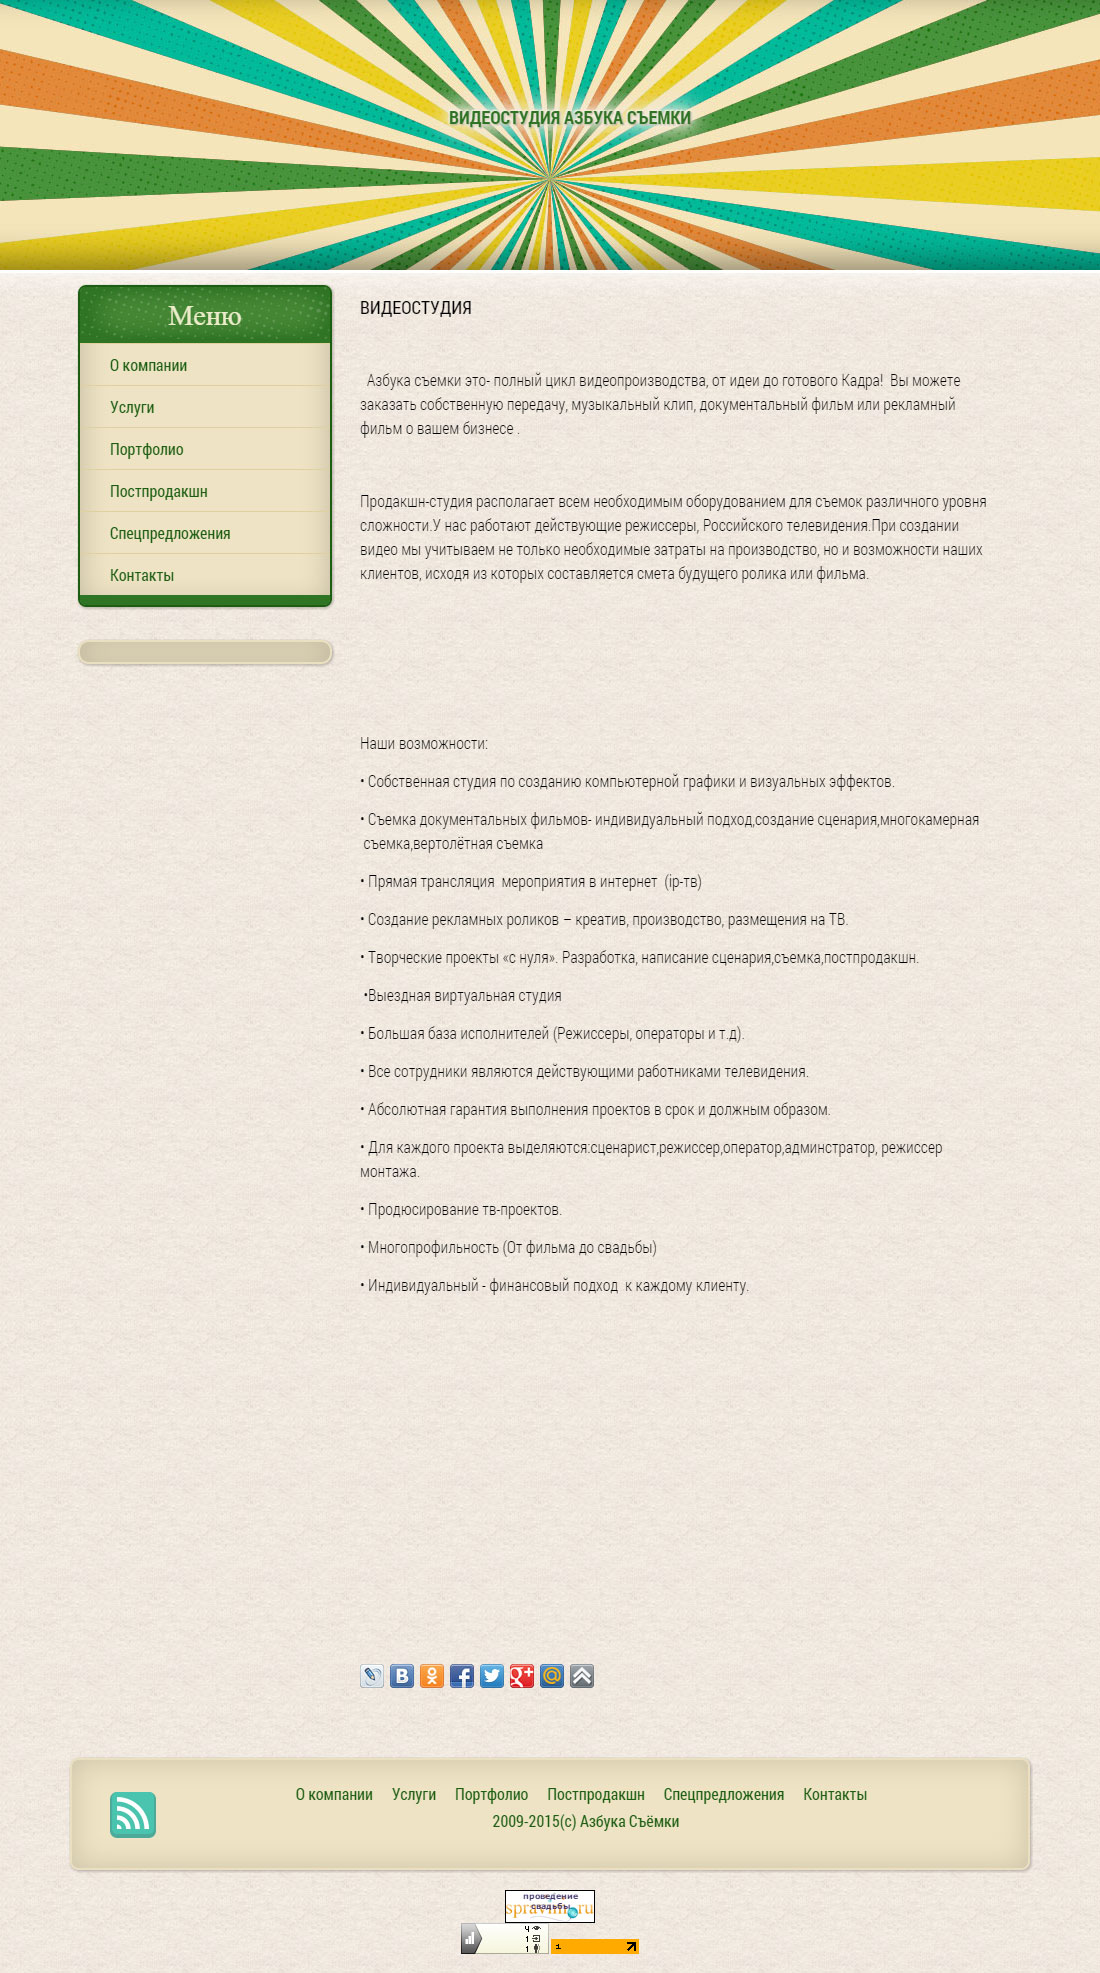 ВИДЕОСТУДИЯ АЗБУКА СЪЕМКИ
Меню
О компании
Услуги
Портфолио
Постпродакшн
Спецпредложения
Контакты
ВИДЕОСТУДИЯ
Азбука съемки это- полный цикл видеопроизводства, от идеи до готового Кадра!  Вы можете
заказать собственную передачу, музыкальный клип, документальный фильм или рекламный
фильм о вашем бизнесе .
Продакшн-студия располагает всем необходимым оборудованием для съемок различного уровня
сложности.У нас работают действующие режиссеры, Российского телевидения.При создании
видео мы учитываем не только необходимые затраты на производство, но и возможности наших
клиентов, исходя из которых составляется смета будущего ролика или фильма.
Наши возможности:
• Собственная студия по созданию компьютерной графики и визуальных эффектов.
• Съемка документальных фильмов- индивидуальный подход,создание сценария,многокамерная
съемка,вертолётная съемка
• Прямая трансляция  мероприятия в интернет  (ip-тв)
• Создание рекламных роликов – креатив, производство, размещения на ТВ.
• Творческие проекты «с нуля». Разработка, написание сценария,съемка,постпродакшн.
•Выездная виртуальная студия
• Большая база исполнителей (Режиссеры, операторы и т.д).
• Все сотрудники являются действующими работниками телевидения.
• Абсолютная гарантия выполнения проектов в срок и должным образом.
• Для каждого проекта выделяются:сценарист,режиссер,оператор,админстратор, режиссер
монтажа.
• Продюсирование тв-проектов.
• Многопрофильность (От фильма до свадьбы)
• Индивидуальный - финансовый подход  к каждому клиенту.
О компании Услуги Портфолио Постпродакшн Спецпредложения Контакты
2009-2015(c) Азбука Съёмки
проведение
свадьбы
4
1
1
1